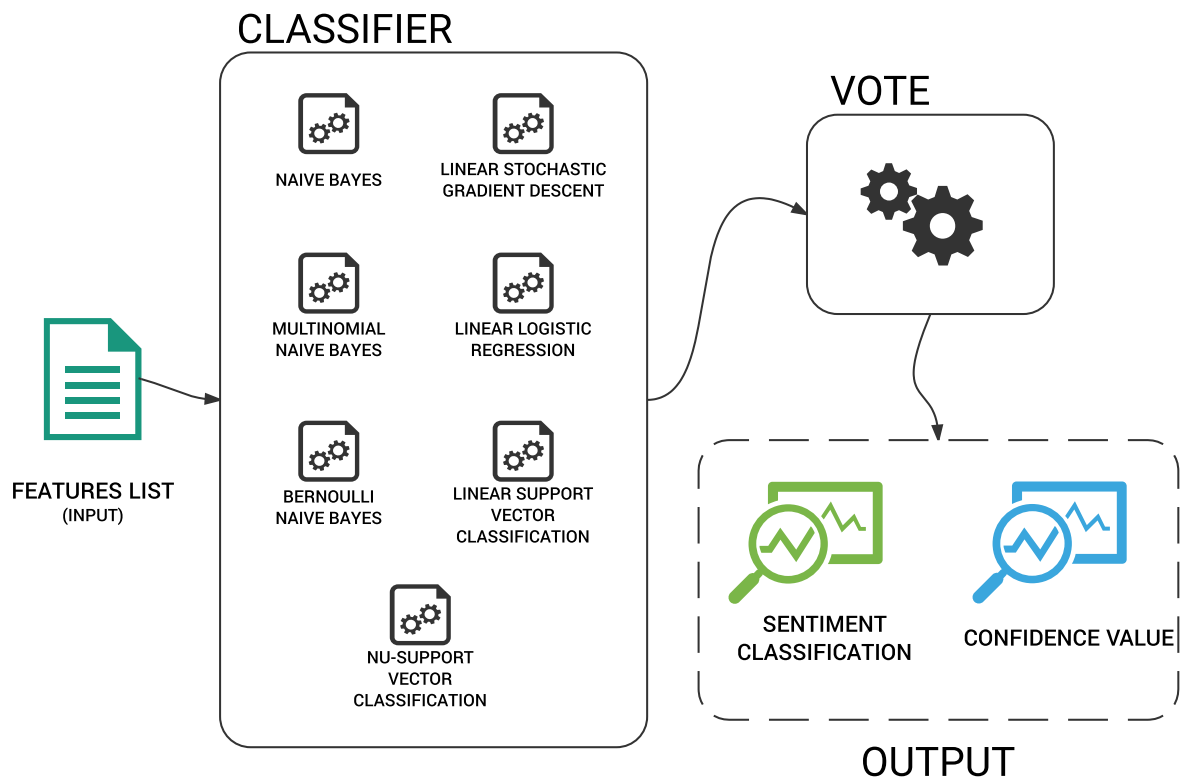 CLASSIFIER
VOTE
NAIVE BAYES
LINEAR STOCHASTIC
GRADIENT DESCENT
MULTINOMIAL
NAIVE BAYES
LINEAR LOGISTIC
REGRESSION
FEATURES LIST
(INPUT)
BERNOULLI
NAIVE BAYES
LINEAR SUPPORT
VECTOR
CLASSIFICATION
NU-SUPPORT
VECTOR
CLASSIFICATION
SENTIMENT
CLASSIFICATION
CONFIDENCE VALUE
OUTPUT